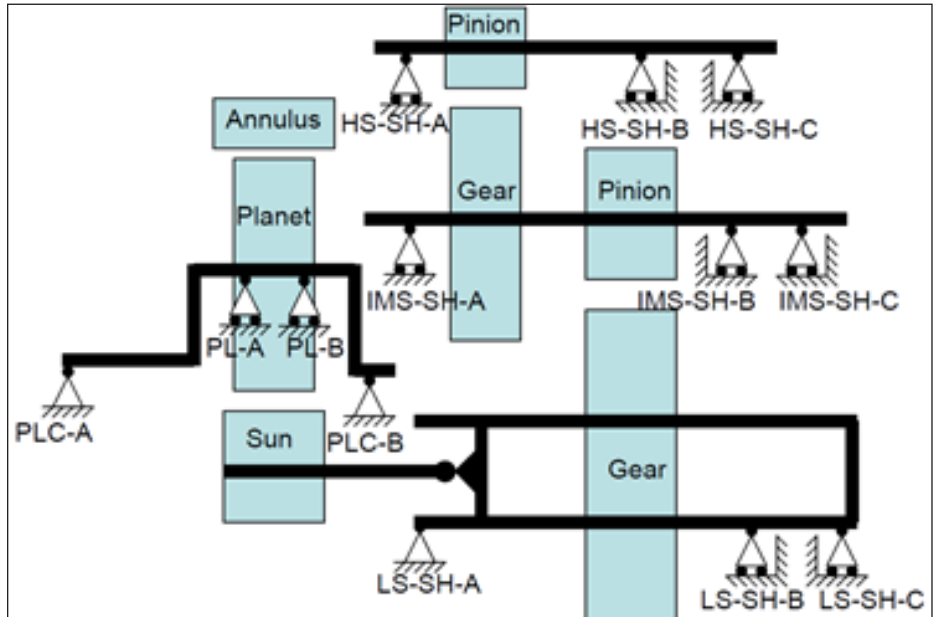 Pinion
HS-SH-A
HS-SH-B
HS-SH-C
Annulus
Gear
Pinion
Planet
IMS-SH-A
IMS-SH-B
IMS-SH-C
PL-A
PL-B
PLC-A
PLC-B
Sun
Gear
LS-SH-A
LS-SH-B
LS-SH-C